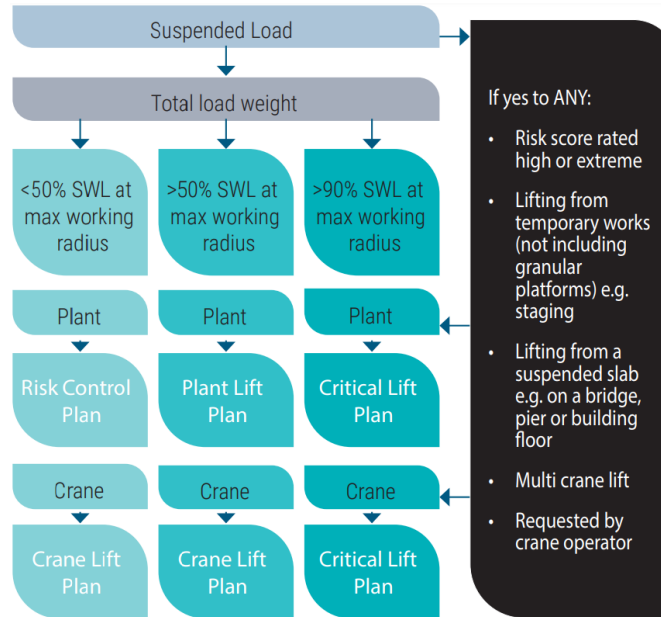 Suspended Load
Total load weight
<50% SWL at
max working
radius
>50% SWL at
max working
radius
>90% SWL at
max working
radius
Plant
Plant
Plant
Risk Control
Plan
Plant Lift
Plan
Critical Lift
Plan
Crane
Crane
Crane
Crane Lift
Plan
Crane Lift
Plan
Critical Lift
Plan
If yes to ANY:
• Risk score rated
high or extreme
• Lifting from
temporary works
(not including
granular
platforms) e.g.
staging
• Lifting from a
suspended slab
e.g. on a bridge,
pier or building
floor
• Multi crane lift
• Requested by
crane operator